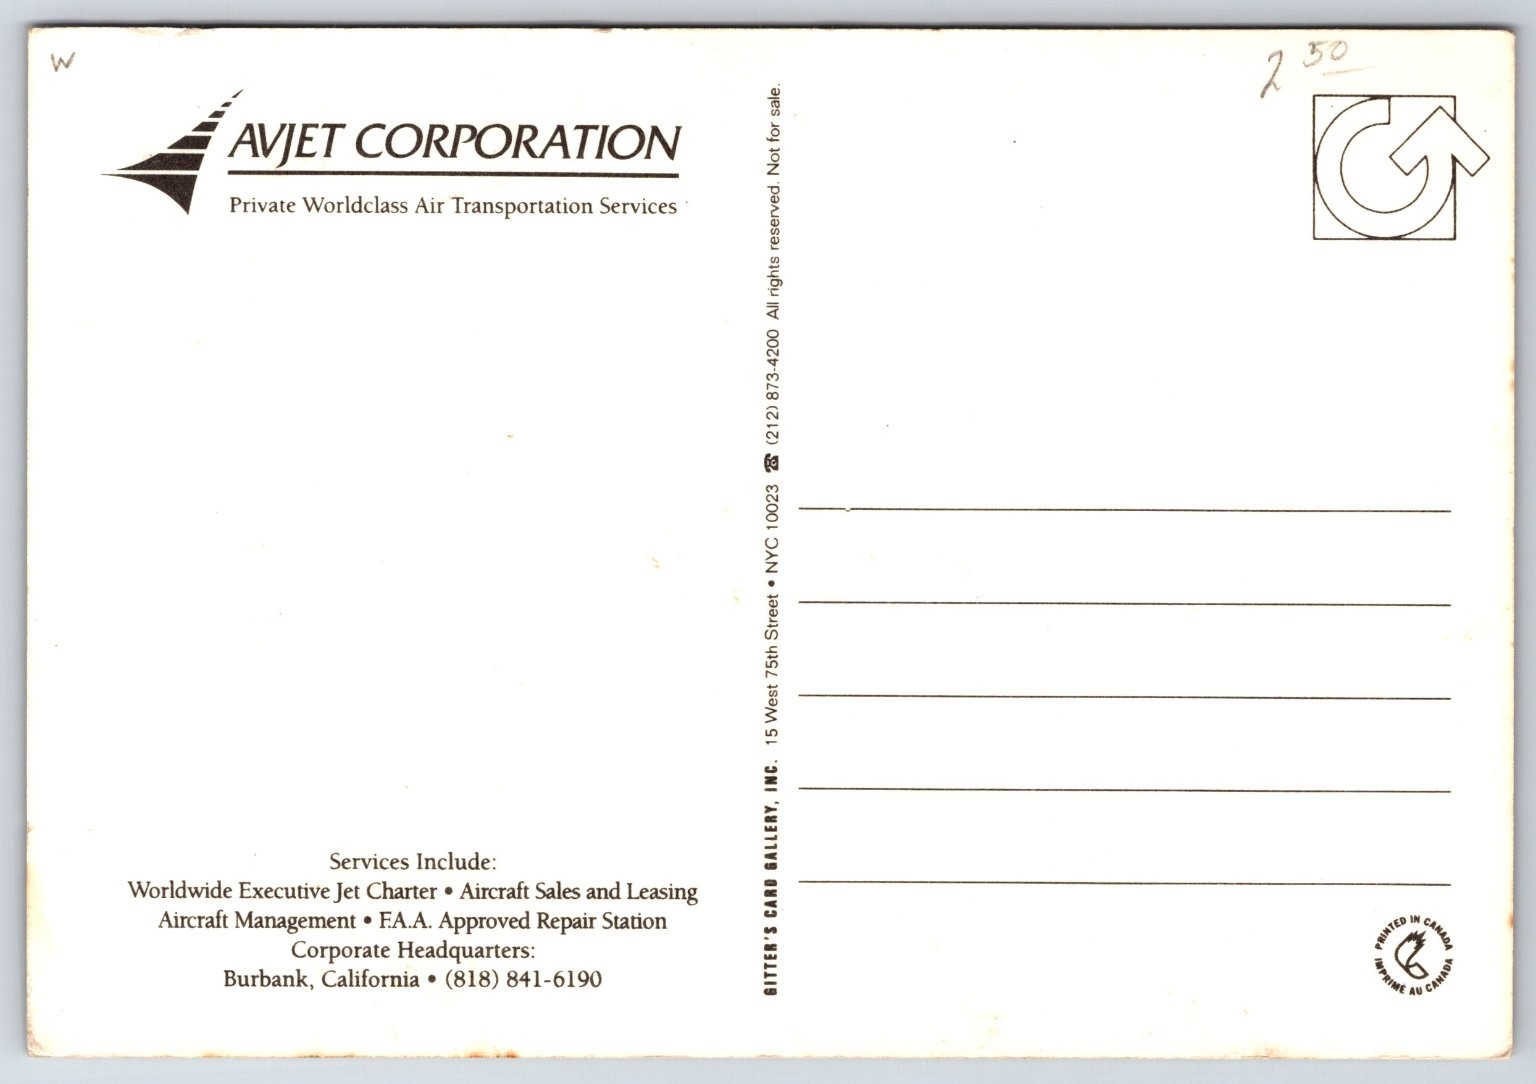 W
AVJET CORPORATION
Private Worldclass Air Transportation Services
Services Include:
Worldwide Executive Jet Charter • Aircraft Sales and Leasing
Aircraft Management • F.A.A. Approved Repair Station
Corporate Headquarters:
Burbank, California • (818) 841-6190
GITTER'S CARD GALLERY, INC. 15 West 75th Street • NYC 10023 ☎ (212) 873-4200 All rights reserved. Not for sale.
2 50
PRINTED IN CANADA
IMPRIMÉ AU CANADA